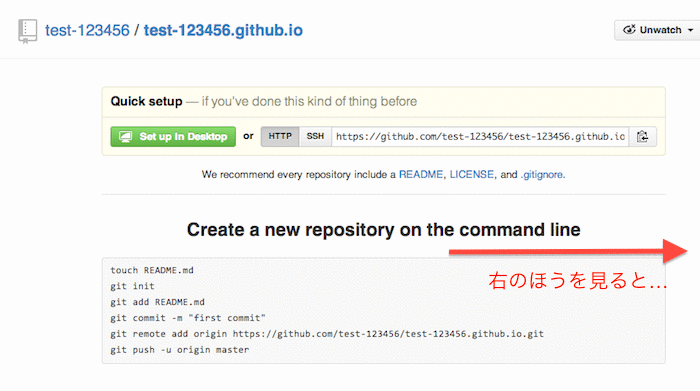 test-123456 / test-123456.github.io
Unwatch
Quick setup — if you've done this kind of thing before
Set up in Desktop or HTTP SSH https://github.com/test-123456/test-123456.github.io
We recommend every repository include a README, LICENSE, and .gitignore.
Create a new repository on the command line
右のほうを見ると...
touch README.md
git init
git add README.md
git commit -m "first commit"
git remote add origin https://github.com/test-123456/test-123456.github.io.git
git push -u origin master